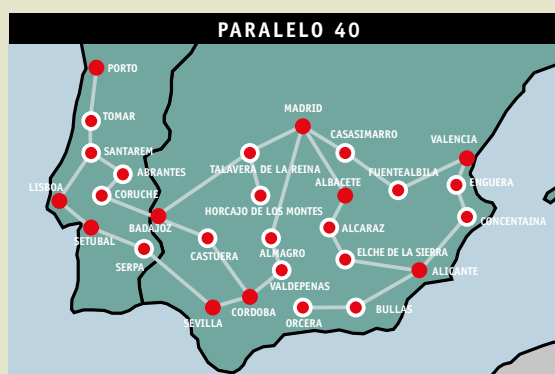 PARALELO 40
PORTO
MADRID
TOMAR
CASASIMARRO
VALENCIA
SANTAREM
ABRANTES
TALAVERA DE LA REINA
FUENTEALBILLA
ALBACETE
ENGUERA
LISBOA
CORUCHE
HORCAJO DE LOS MONTES
CONCENTAINA
BADAJOZ
ALCARAZ
SETUBAL
CASTUERA
ALMAGRO
ELCHE DE LA SIERRA
SERPA
ALICANTE
VALDEPENAS
SEVILLA
CORDOBA
ORCERA
BULLAS